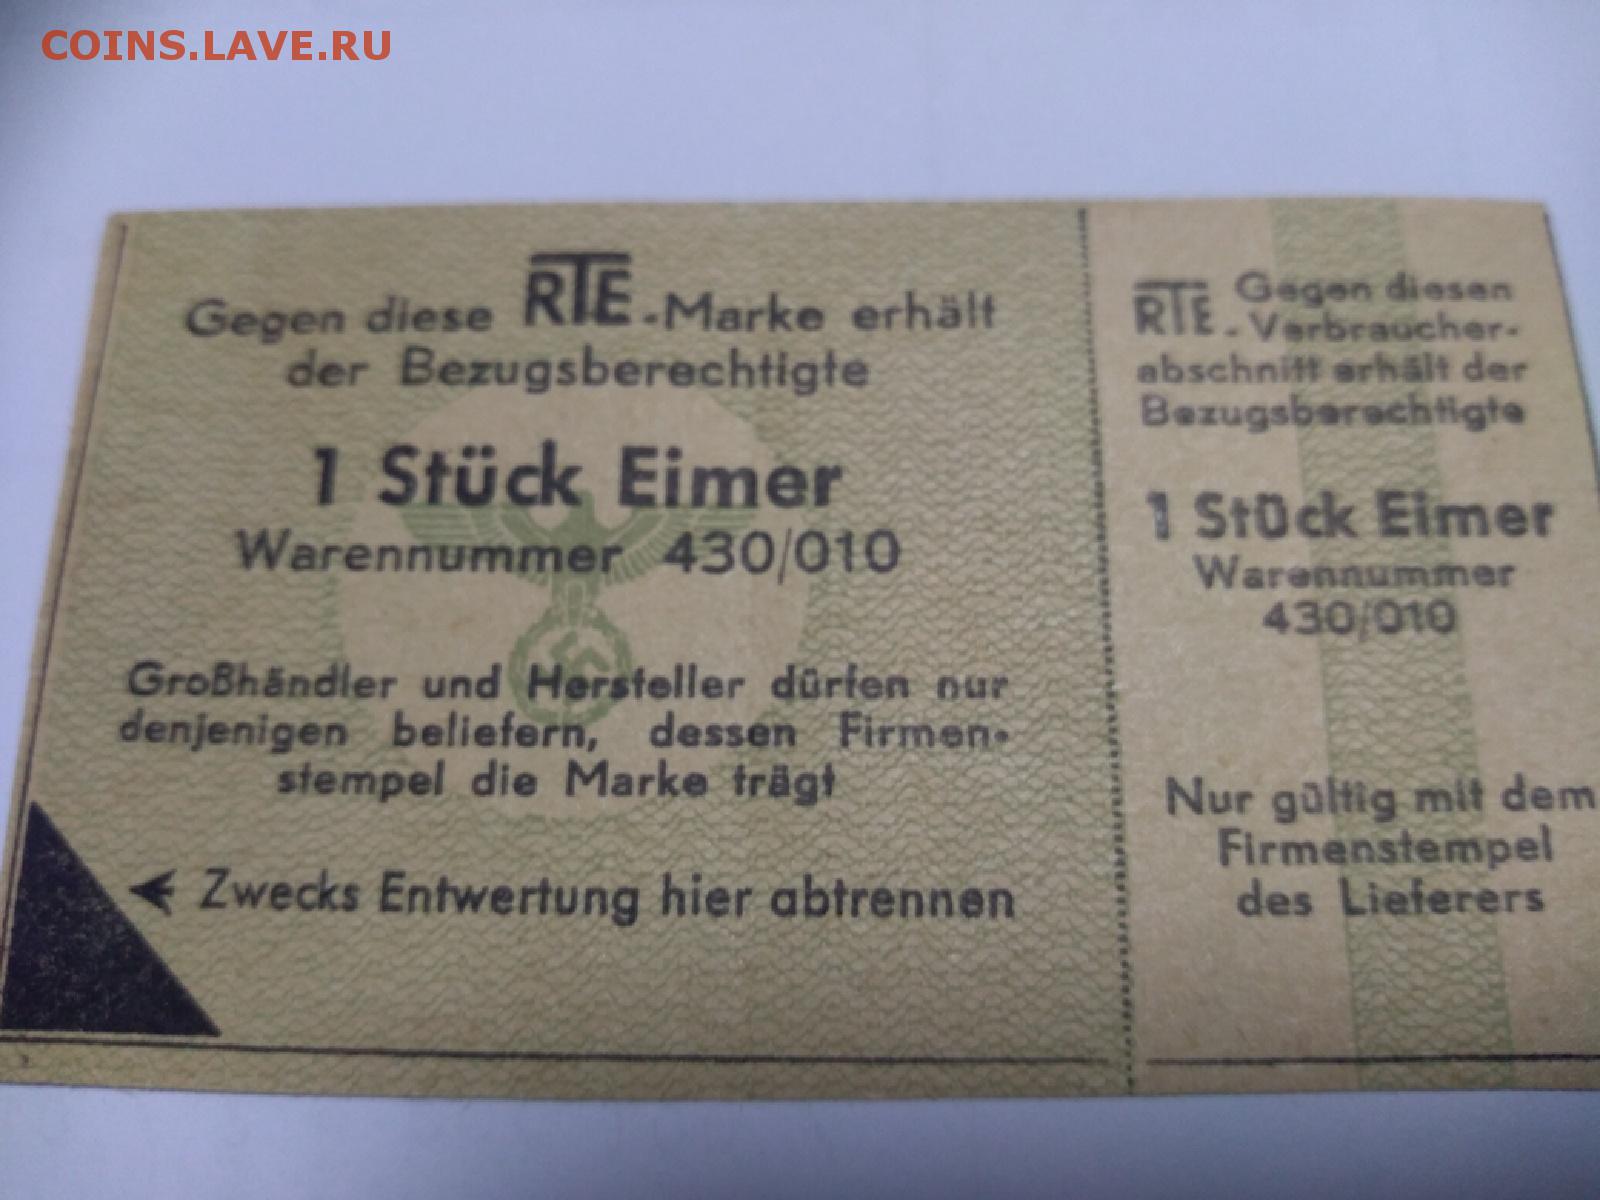 COINS.LAVE.RU
Gegen diese RTE-Marke erhält
der Bezugsberechtigte
1 Stück Eimer
Warennummer 430/010
Großhändler und Hersteller dürfen nur
denjenigen beliefern, dessen Firmen-
stempel die Marke trägt
Zwecks Entwertung hier abtrennen
Gegen diesen
RTE-Verbraucher-
abschnitt erhält der
Bezugsberechtigte
1 Stück Eimer
Warennummer
430/010
Nur gültig mit dem
Firmenstempel
des Lieferers